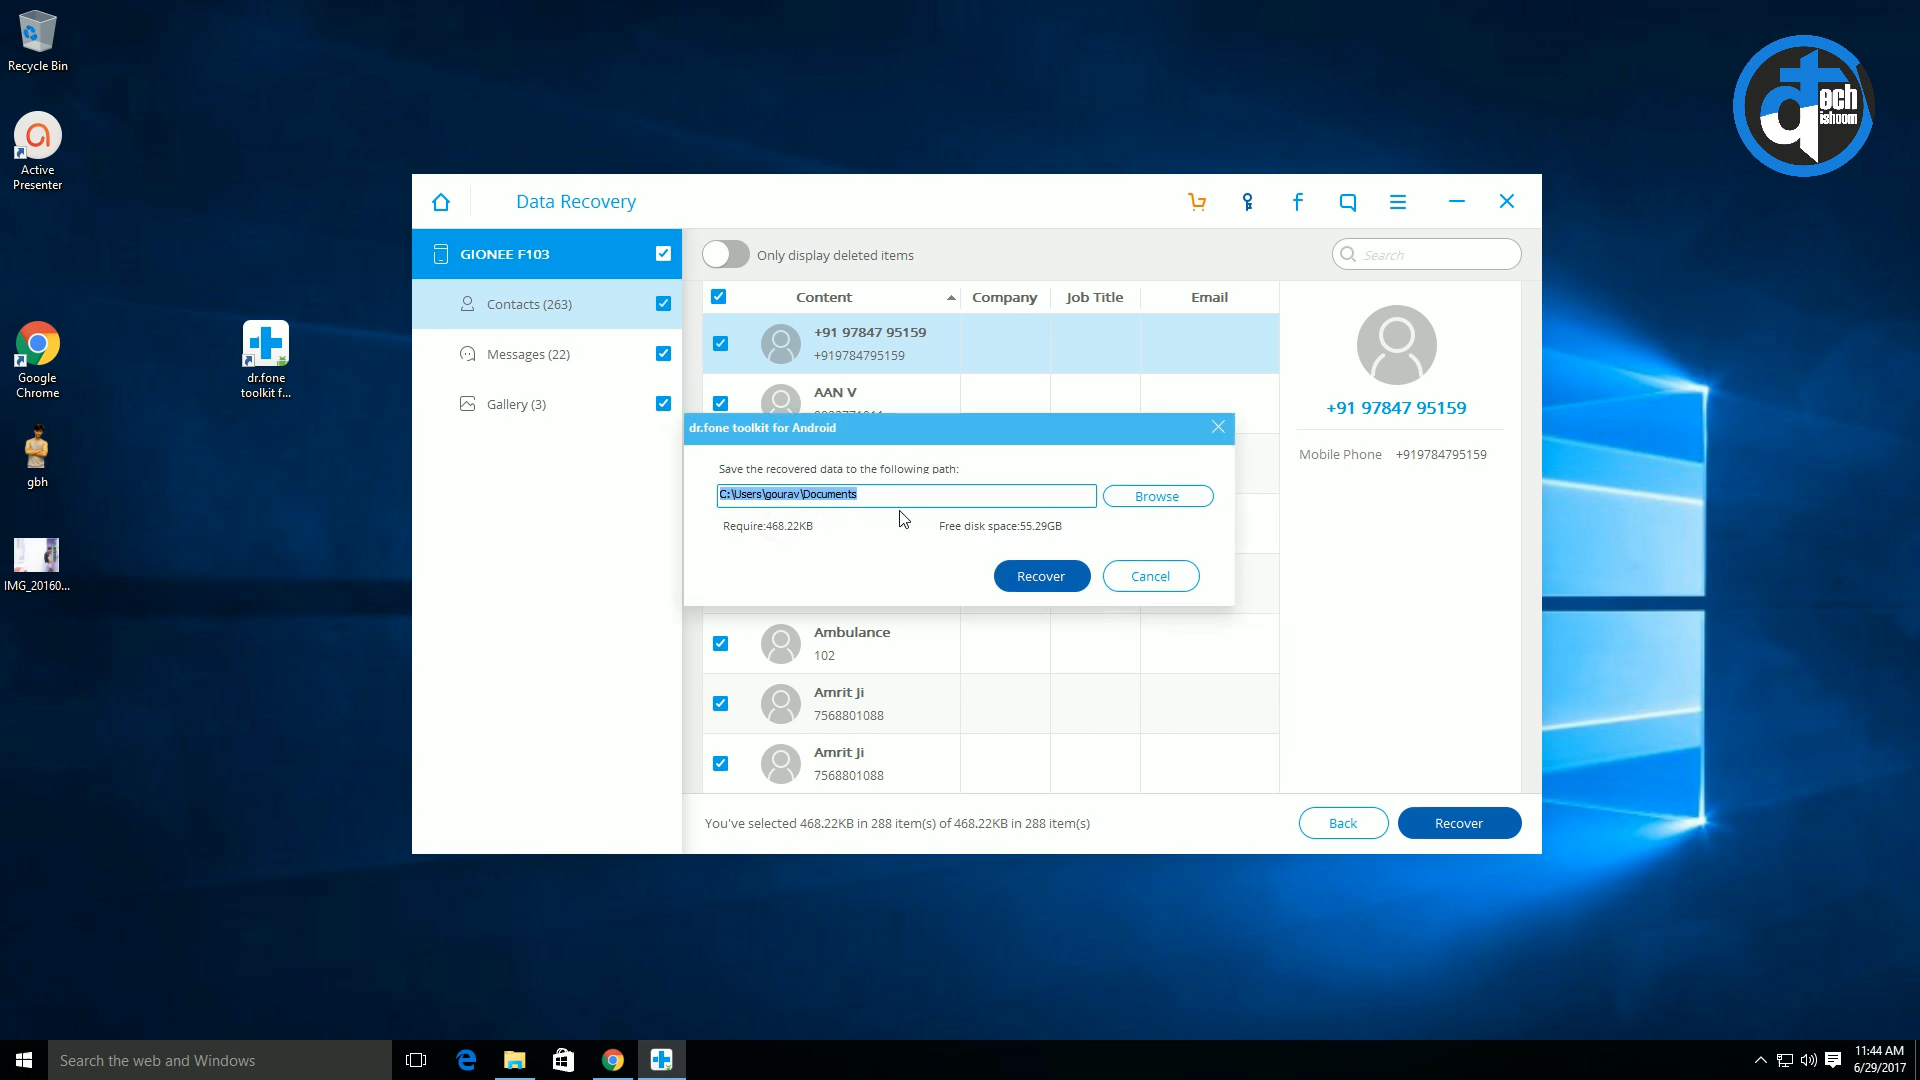 Recycle Bin
Active
Presenter
Google
Chrome
dr.fone
toolkit f...
gbh
IMG_20160...
ech
ishoom
Data Recovery
GIONEE F103
Contacts (263)
Messages (22)
Gallery (3)
Only display deleted items
Search
Content
Company
Job Title
Email
+91 97847 95159
+919784795159
AAN V
+91 97847 95159
Mobile Phone +919784795159
dr.fone toolkit for Android
Save the recovered data to the following path:
C:\Users\gourav\Documents
Browse
Require:468.22KB
Free disk space:55.29GB
Recover
Cancel
Ambulance
102
Amrit Ji
7568801088
Amrit Ji
7568801088
You've selected 468.22KB in 288 item(s) of 468.22KB in 288 item(s)
Back
Recover
Search the web and Windows
11:44 AM
6/29/2017